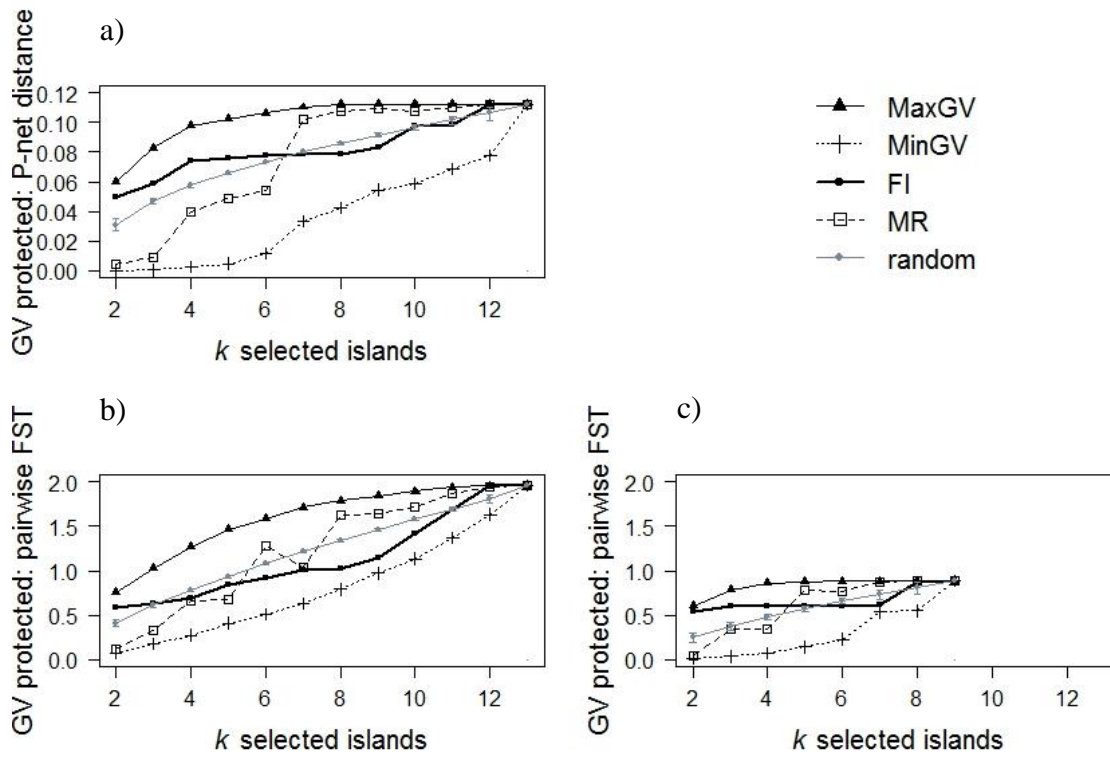 a)
GV protected: P-net distance
0.12
0.10
0.08
0.06
0.04
0.02
0.00
2 4 6 8 10 12
k selected islands
MaxGV
MinGV
FI
MR
random
b)
GV protected: pairwise FST
2.0
1.5
1.0
0.5
0.0
2 4 6 8 10 12
k selected islands
c)
GV protected: pairwise FST
2.0
1.5
1.0
0.5
0.0
2 4 6 8 10 12
k selected islands